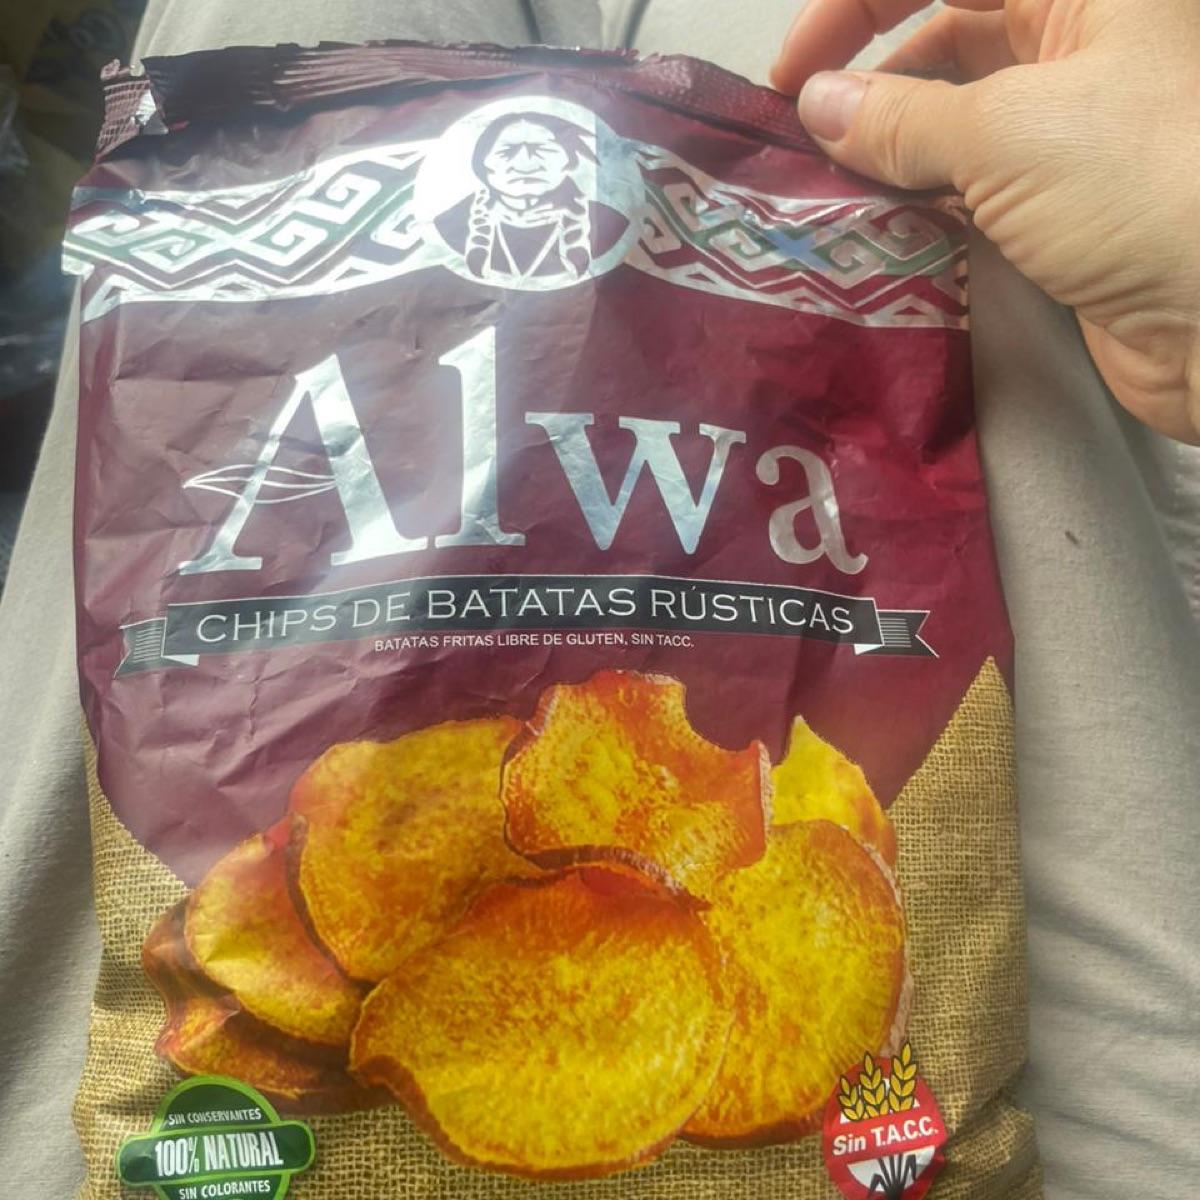 Alwa
CHIPS DE BATATAS RÚSTICAS
BATATAS FRITAS LIBRE DE GLUTEN, SIN TACC.
SIN CONSERVANTES
100% NATURAL
SIN COLORANTES
Sin T.A.C.C.